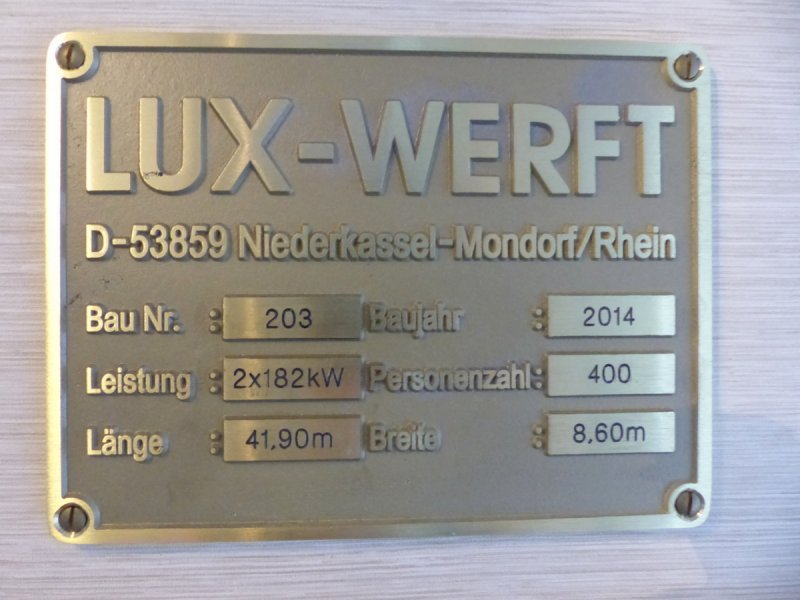 LUX-WERFT
D-53859 Niederkassel-Mondorf/Rhein
Bau Nr. : 203 Baujahr : 2014
Leistung : 2x182kW Personenzahl: 400
Länge : 41,90m Breite : 8,60m